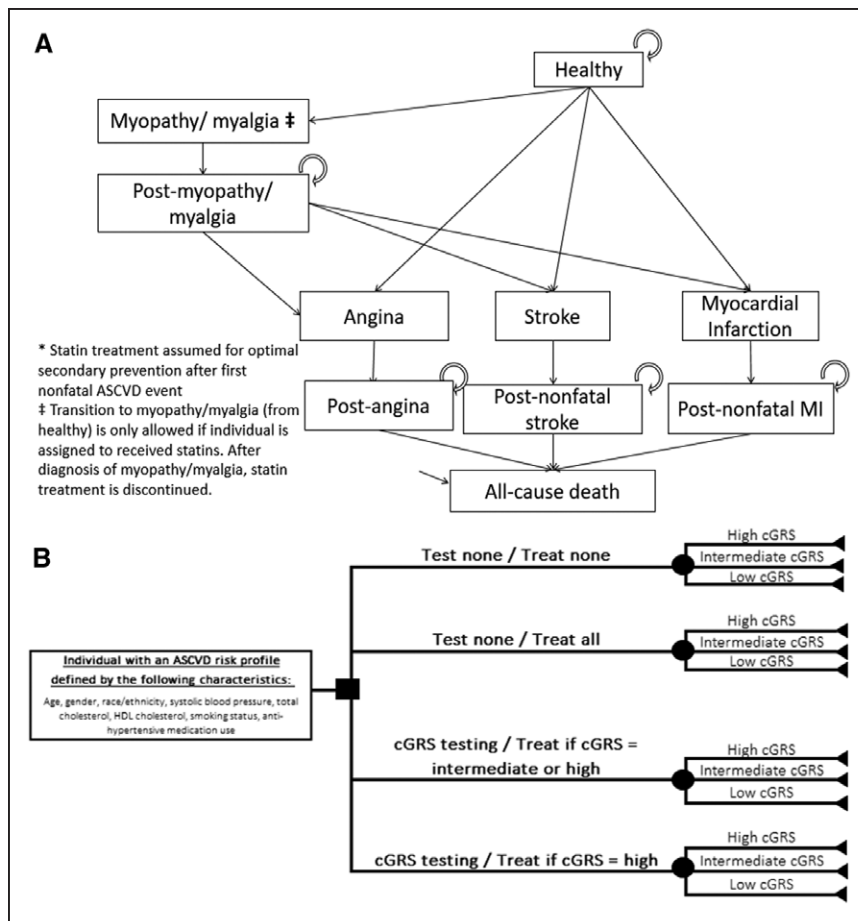 A
Healthy
Myopathy/ myalgia ‡
Post-myopathy/
myalgia
Angina
Stroke
Myocardial
Infarction
* Statin treatment assumed for optimal
secondary prevention after first
nonfatal ASCVD event
‡ Transition to myopathy/myalgia (from
healthy) is only allowed if individual is
assigned to received statins. After
diagnosis of myopathy/myalgia, statin
treatment is discontinued.
Post-angina
Post-nonfatal
stroke
Post-nonfatal MI
All-cause death
B
Individual with an ASCVD risk profile
defined by the following characteristics:
Age, gender, race/ethnicity, systolic blood pressure, total
cholesterol, HDL cholesterol, smoking status, anti-
hypertensive medication use
Test none / Treat none
High cGRS
Intermediate cGRS
Low cGRS
Test none / Treat all
High cGRS
Intermediate cGRS
Low cGRS
cGRS testing / Treat if cGRS =
intermediate or high
High cGRS
Intermediate cGRS
Low cGRS
cGRS testing / Treat if cGRS = high
High cGRS
Intermediate cGRS
Low cGRS